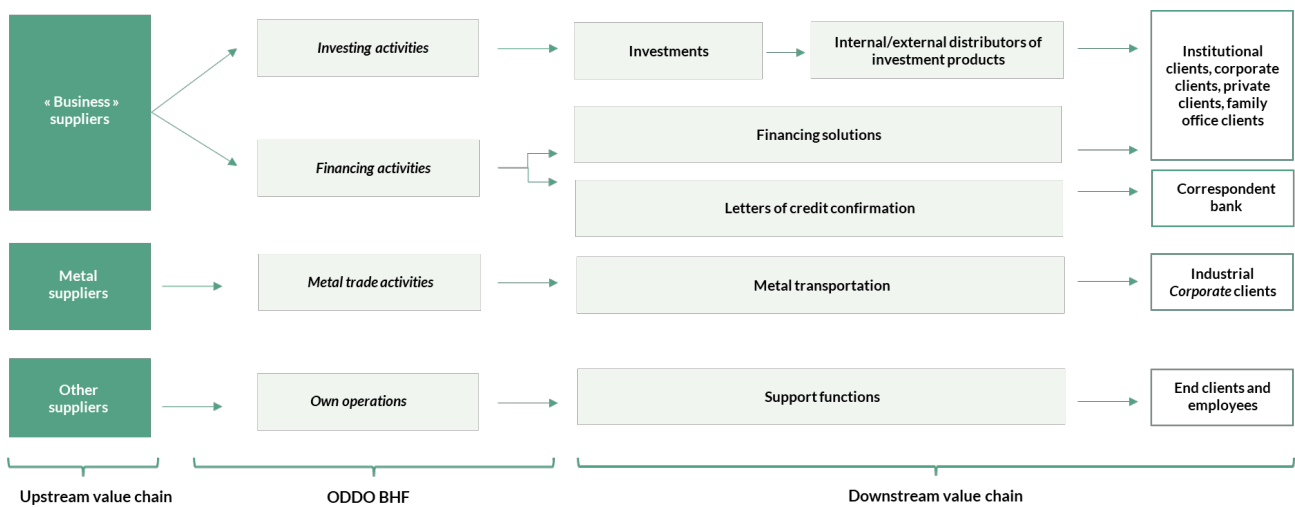 « Business »
suppliers
Investing activities
Investments
Internal/external distributors of
investment products
Institutional
clients, corporate
clients, private
clients, family
office clients
Financing activities
Financing solutions
Letters of credit confirmation
Correspondent
bank
Metal
suppliers
Metal trade activities
Metal transportation
Industrial
Corporate clients
Other
suppliers
Own operations
Support functions
End clients and
employees
Upstream value chain
ODDO BHF
Downstream value chain